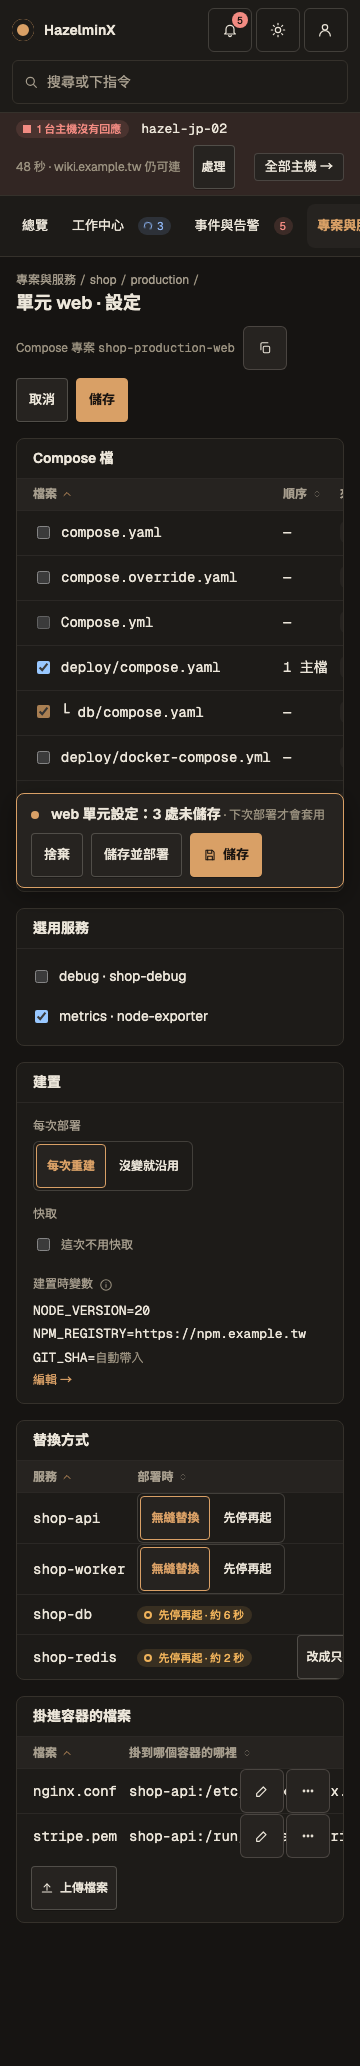 HazelminX
5
搜尋或下指令
1 台主機沒有回應 hazel-jp-02
48 秒 · wiki.example.tw 仍可連 處理 全部主機 →
總覽 工作中心 3 事件與告警 5
專案與服務 / shop / production /
單元 web · 設定
Compose 專案 shop-production-web
取消 儲存
Compose 檔
檔案 順序
compose.yaml —
compose.override.yaml —
Compose.yml —
deploy/compose.yaml 1 主檔
└ db/compose.yaml —
deploy/docker-compose.yml —
web 單元設定：3 處未儲存 · 下次部署才會套用
捨棄 儲存並部署 儲存
選用服務
debug · shop-debug
metrics · node-exporter
建置
每次部署
每次重建 沒變就沿用
快取
這次不用快取
建置時變數
NODE_VERSION=20
NPM_REGISTRY=https://npm.example.tw
GIT_SHA=自動帶入
編輯 →
替換方式
服務 部署時
shop-api 無縫替換 先停再起
shop-worker 無縫替換 先停再起
shop-db 先停再起 · 約 6 秒
shop-redis 先停再起 · 約 2 秒 改成只
掛進容器的檔案
檔案 掛到哪個容器的哪裡
nginx.conf shop-api:/etc
stripe.pem shop-api:/run
上傳檔案